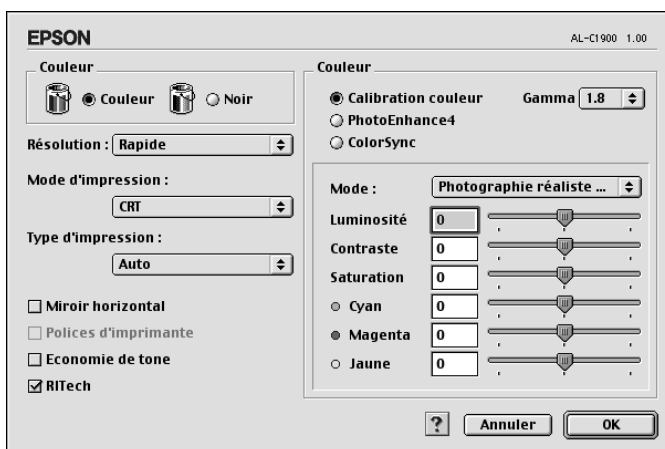 EPSON
AL-C1900 1.00
Couleur
Couleur
Noir
Résolution : Rapide
Mode d'impression :
CRT
Type d'impression :
Auto
Miroir horizontal
Polices d'imprimante
Economie de tone
RITech
Couleur
Calibration couleur
Gamma 1.8
PhotoEnhance4
ColorSync
Mode : Photographie réaliste ...
Luminosité 0
Contraste 0
Saturation 0
Cyan 0
Magenta 0
Jaune 0
? Annuler OK